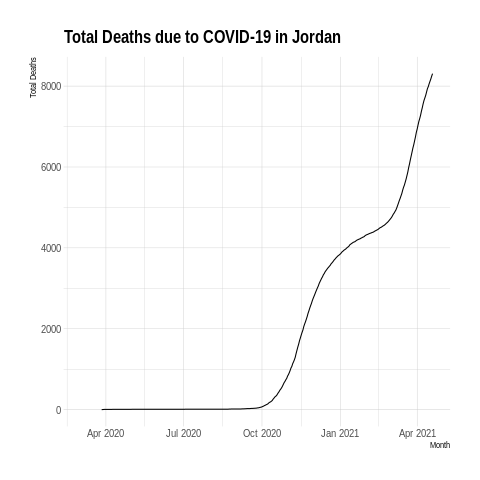 Total Deaths due to COVID-19 in Jordan
Total Deaths
8000
6000
4000
2000
0
Apr 2020 Jul 2020 Oct 2020 Jan 2021 Apr 2021
Month